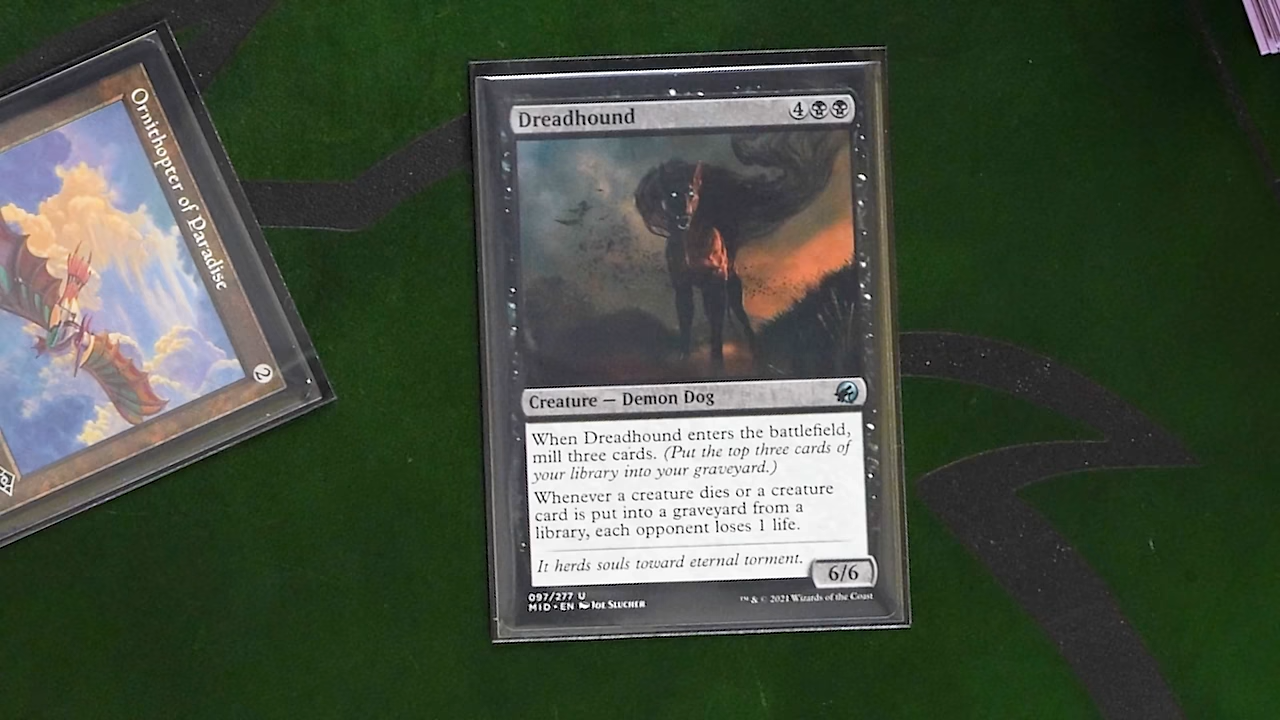 Ornithopter of Paradise
2
Dreadhound
4
Creature — Demon Dog
When Dreadhound enters the battlefield,
mill three cards. (Put the top three cards of
your library into your graveyard.)
Whenever a creature dies or a creature
card is put into a graveyard from a
library, each opponent loses 1 life.
It herds souls toward eternal torment.
6/6
097/277 U
MID • EN Joe Slucher
™ & © 2021 Wizards of the Coast